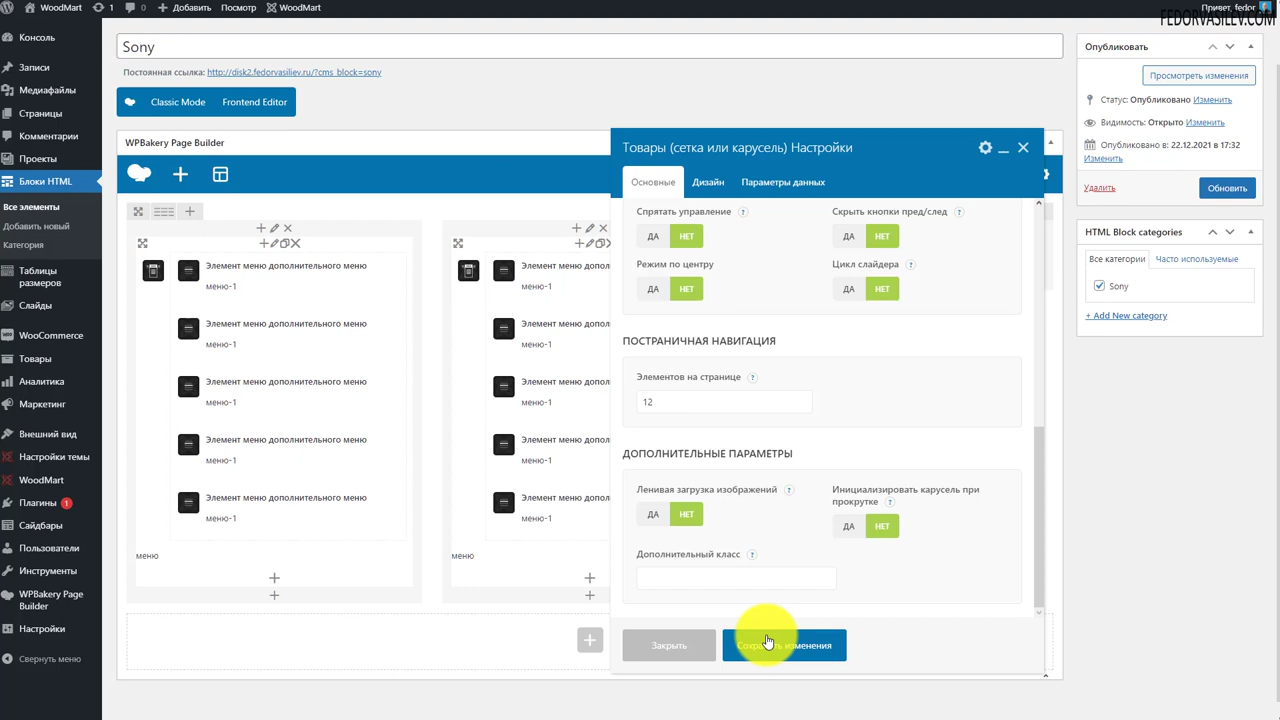 WoodMart
1
0
Добавить
Посмотр
WoodMart
Привет, fedor
FEDORVASILEV.COM
Консоль
Записи
Медиафайлы
Страницы
Комментарии
Проекты
Блоки HTML
Все элементы
Добавить новый
Категория
Таблицы
размеров
Слайды
WooCommerce
Товары
Аналитика
Маркетинг
Внешний вид
Настройки темы
WoodMart
Плагины 1
Сайдбары
Пользователи
Инструменты
WPBakery Page
Builder
Настройки
Свернуть меню
Sony
Постоянная ссылка: http://disk2.fedorvasiliev.ru/?cms_block=sony
Classic Mode
Frontend Editor
WPBakery Page Builder
Элемент меню дополнительного меню
меню-1
Элемент меню дополнительного меню
меню-1
Элемент меню дополнительного меню
меню-1
Элемент меню дополнительного меню
меню-1
Элемент меню дополнительного меню
меню-1
меню
Элемент меню допол
меню-1
Элемент меню допол
меню-1
Элемент меню допол
меню-1
Элемент меню допол
меню-1
Элемент меню допол
меню-1
меню
Товары (сетка или карусель) Настройки
Основные
Дизайн
Параметры данных
Спрятать управление ?
ДА НЕТ
Скрыть кнопки пред/след ?
ДА НЕТ
Режим по центру
ДА НЕТ
Цикл слайдера ?
ДА НЕТ
ПОСТРАНИЧНАЯ НАВИГАЦИЯ
Элементов на странице ?
12
ДОПОЛНИТЕЛЬНЫЕ ПАРАМЕТРЫ
Ленивая загрузка изображений ?
ДА НЕТ
Инициализировать карусель при
прокрутке ?
ДА НЕТ
Дополнительный класс ?
Закрыть
Сохранить изменения
Опубликовать
Просмотреть изменения
Статус: Опубликовано Изменить
Видимость: Открыто Изменить
Опубликовано в: 22.12.2021 в 17:32
Изменить
Удалить
Обновить
HTML Block categories
Все категории
Часто используемые
Sony
+ Add New category